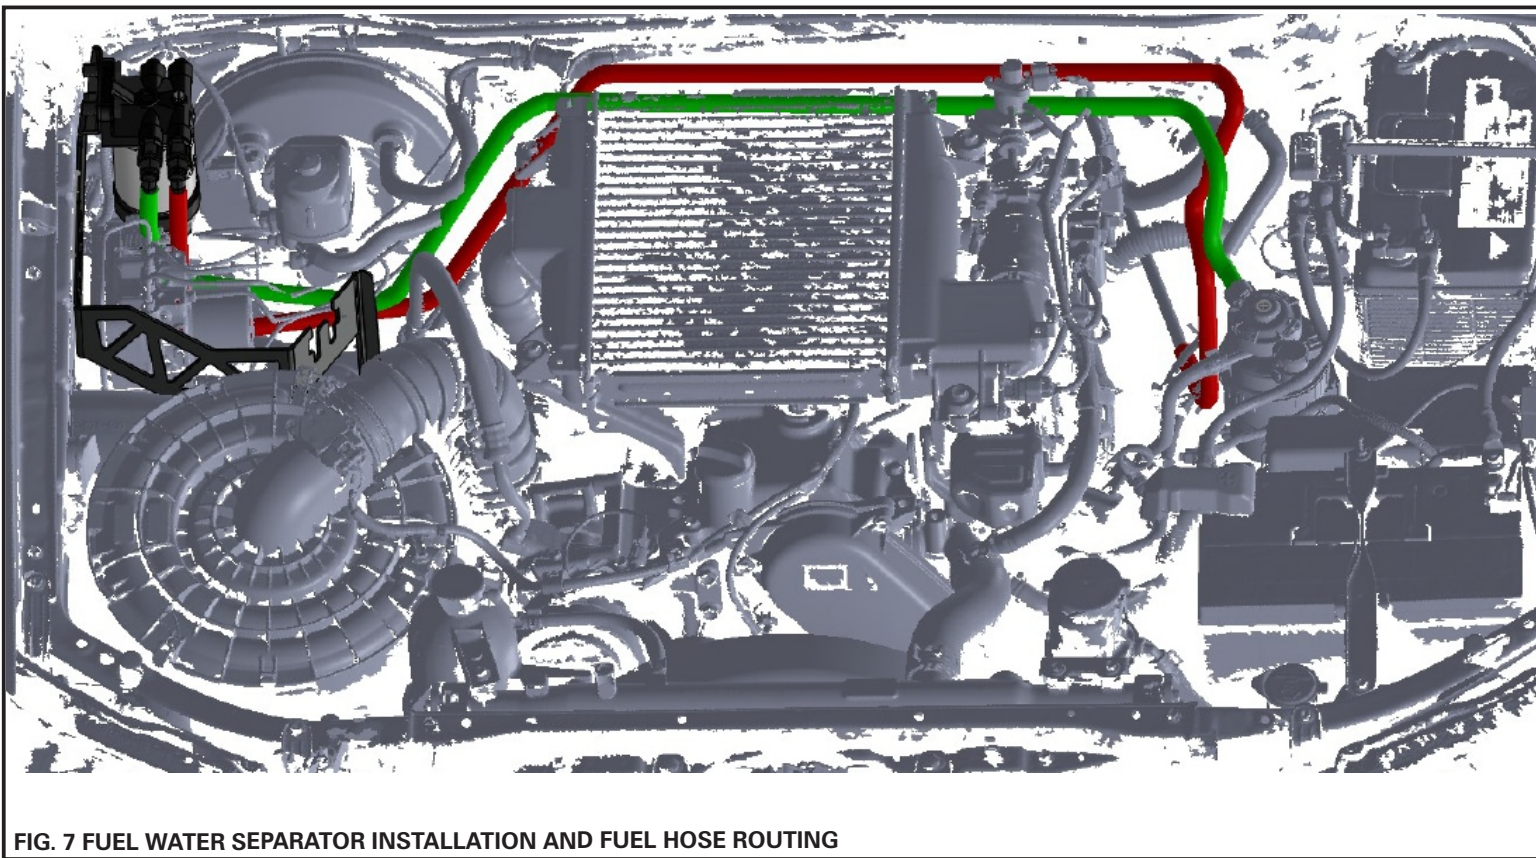 FIG. 7 FUEL WATER SEPARATOR INSTALLATION AND FUEL HOSE ROUTING